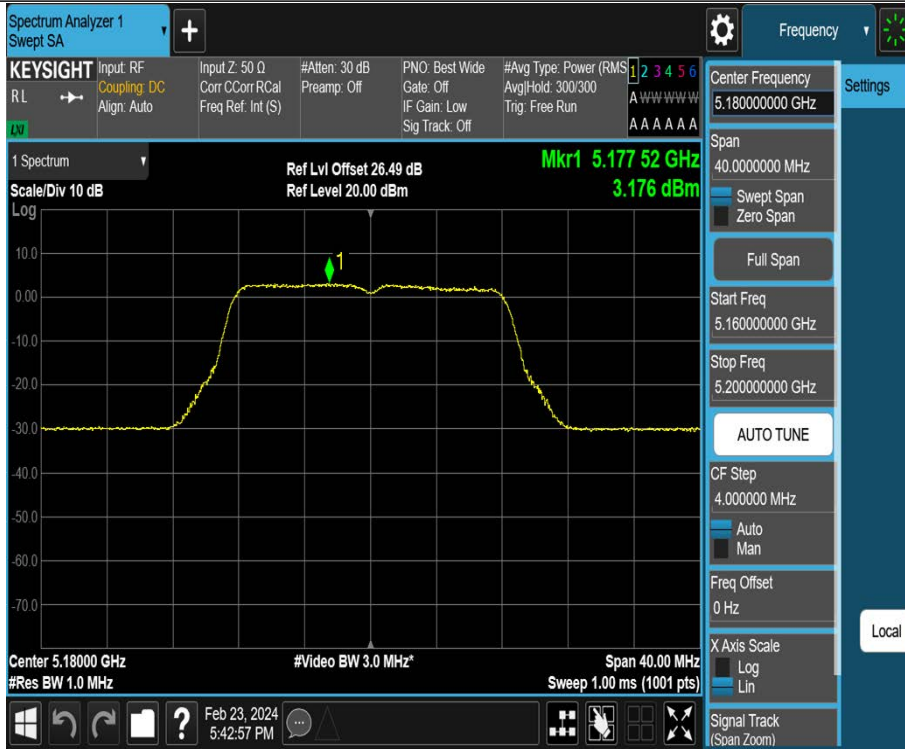 Spectrum Analyzer 1
Swept SA
+
Frequency
KEYSIGHT
R L
LXI
Input: RF
Coupling: DC
Align: Auto
Input Z: 50 Ω
Corr CCorr RCal
Freq Ref: Int (S)
#Atten: 30 dB
Preamp: Off
PNO: Best Wide
Gate: Off
IF Gain: Low
Sig Track: Off
#Avg Type: Power (RMS
Avg|Hold: 300/300
Trig: Free Run
1 2 3 4 5 6
A W W W W W
A A A A A A
1 Spectrum
Scale/Div 10 dB
Log
Ref Lvl Offset 26.49 dB
Ref Level 20.00 dBm
Mkr1 5.177 52 GHz
3.176 dBm
1
10.0
0.00
-10.0
-20.0
-30.0
-40.0
-50.0
-60.0
-70.0
Center 5.18000 GHz
#Res BW 1.0 MHz
#Video BW 3.0 MHz*
Span 40.00 MHz
Sweep 1.00 ms (1001 pts)
?
Feb 23, 2024
5:42:57 PM
Center Frequency
5.180000000 GHz
Settings
Span
40.0000000 MHz
Swept Span
Zero Span
Full Span
Start Freq
5.160000000 GHz
Stop Freq
5.200000000 GHz
AUTO TUNE
CF Step
4.000000 MHz
Auto
Man
Freq Offset
0 Hz
Local
X Axis Scale
Log
Lin
Signal Track
(Span Zoom)